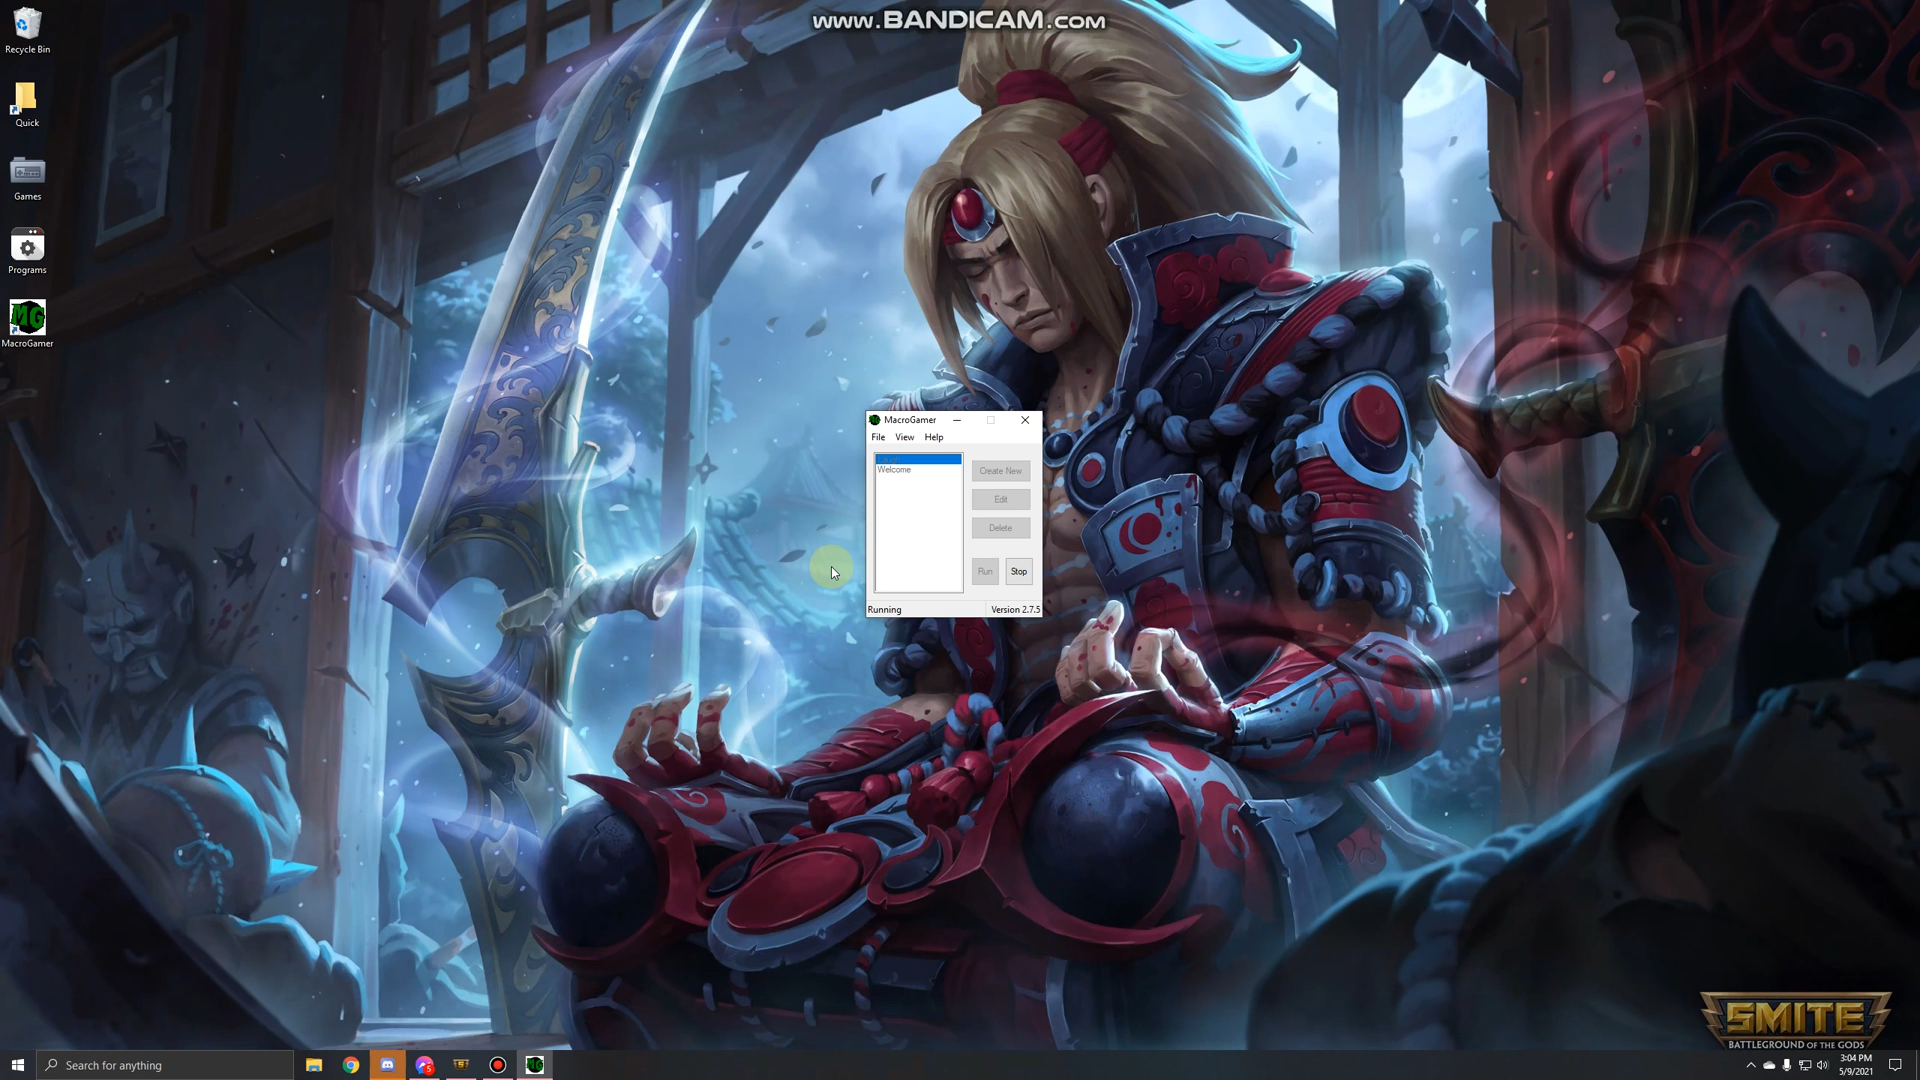 www.BANDICAM.com
Recycle Bin
Quick
Games
Programs
MG
MacroGamer
MacroGamer
File View Help
Welcome
Create New
Edit
Delete
Run Stop
Running Version 2.7.5
SMITE
BATTLEGROUND OF THE GODS
Search for anything
5
3:04 PM
5/9/2021